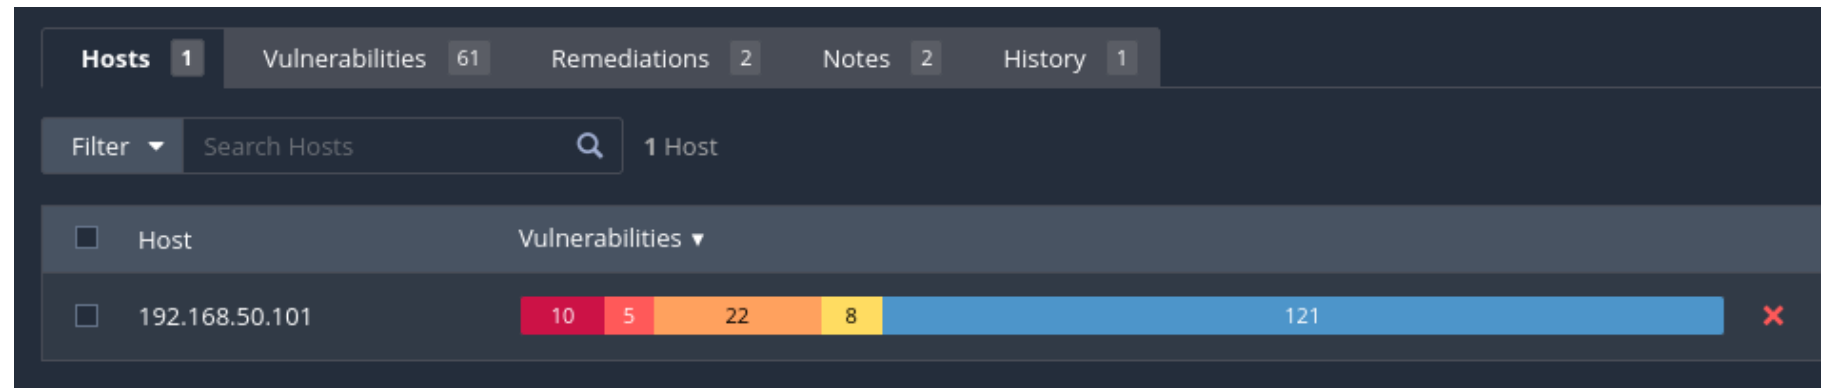 Hosts 1 Vulnerabilities 61 Remediations 2 Notes 2 History 1
Filter Search Hosts 1 Host
Host Vulnerabilities
192.168.50.101 10 5 22 8 121